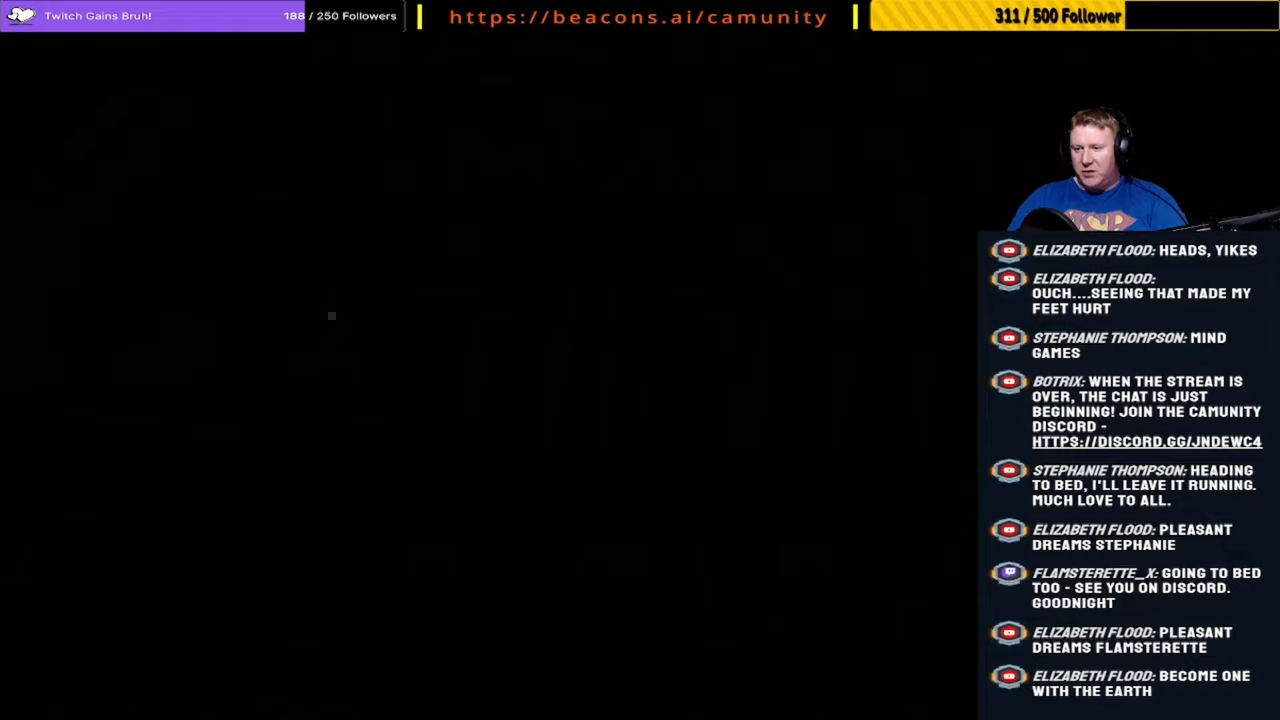 Twitch Gains Bruh!
188 / 250 Followers
https://beacons.ai/camunity
311 / 500 Follower
ELIZABETH FLOOD: HEADS, YIKES
ELIZABETH FLOOD:
OUCH....SEEING THAT MADE MY
FEET HURT
STEPHANIE THOMPSON: MIND
GAMES
BOTRIX: WHEN THE STREAM IS
OVER, THE CHAT IS JUST
BEGINNING! JOIN THE CAMUNITY
DISCORD -
HTTPS://DISCORD.GG/JNDEWC4
STEPHANIE THOMPSON: HEADING
TO BED, I'LL LEAVE IT RUNNING.
MUCH LOVE TO ALL.
ELIZABETH FLOOD: PLEASANT
DREAMS STEPHANIE
FLAMSTERETTE_X: GOING TO BED
TOO - SEE YOU ON DISCORD.
GOODNIGHT
ELIZABETH FLOOD: PLEASANT
DREAMS FLAMSTERETTE
ELIZABETH FLOOD: BECOME ONE
WITH THE EARTH